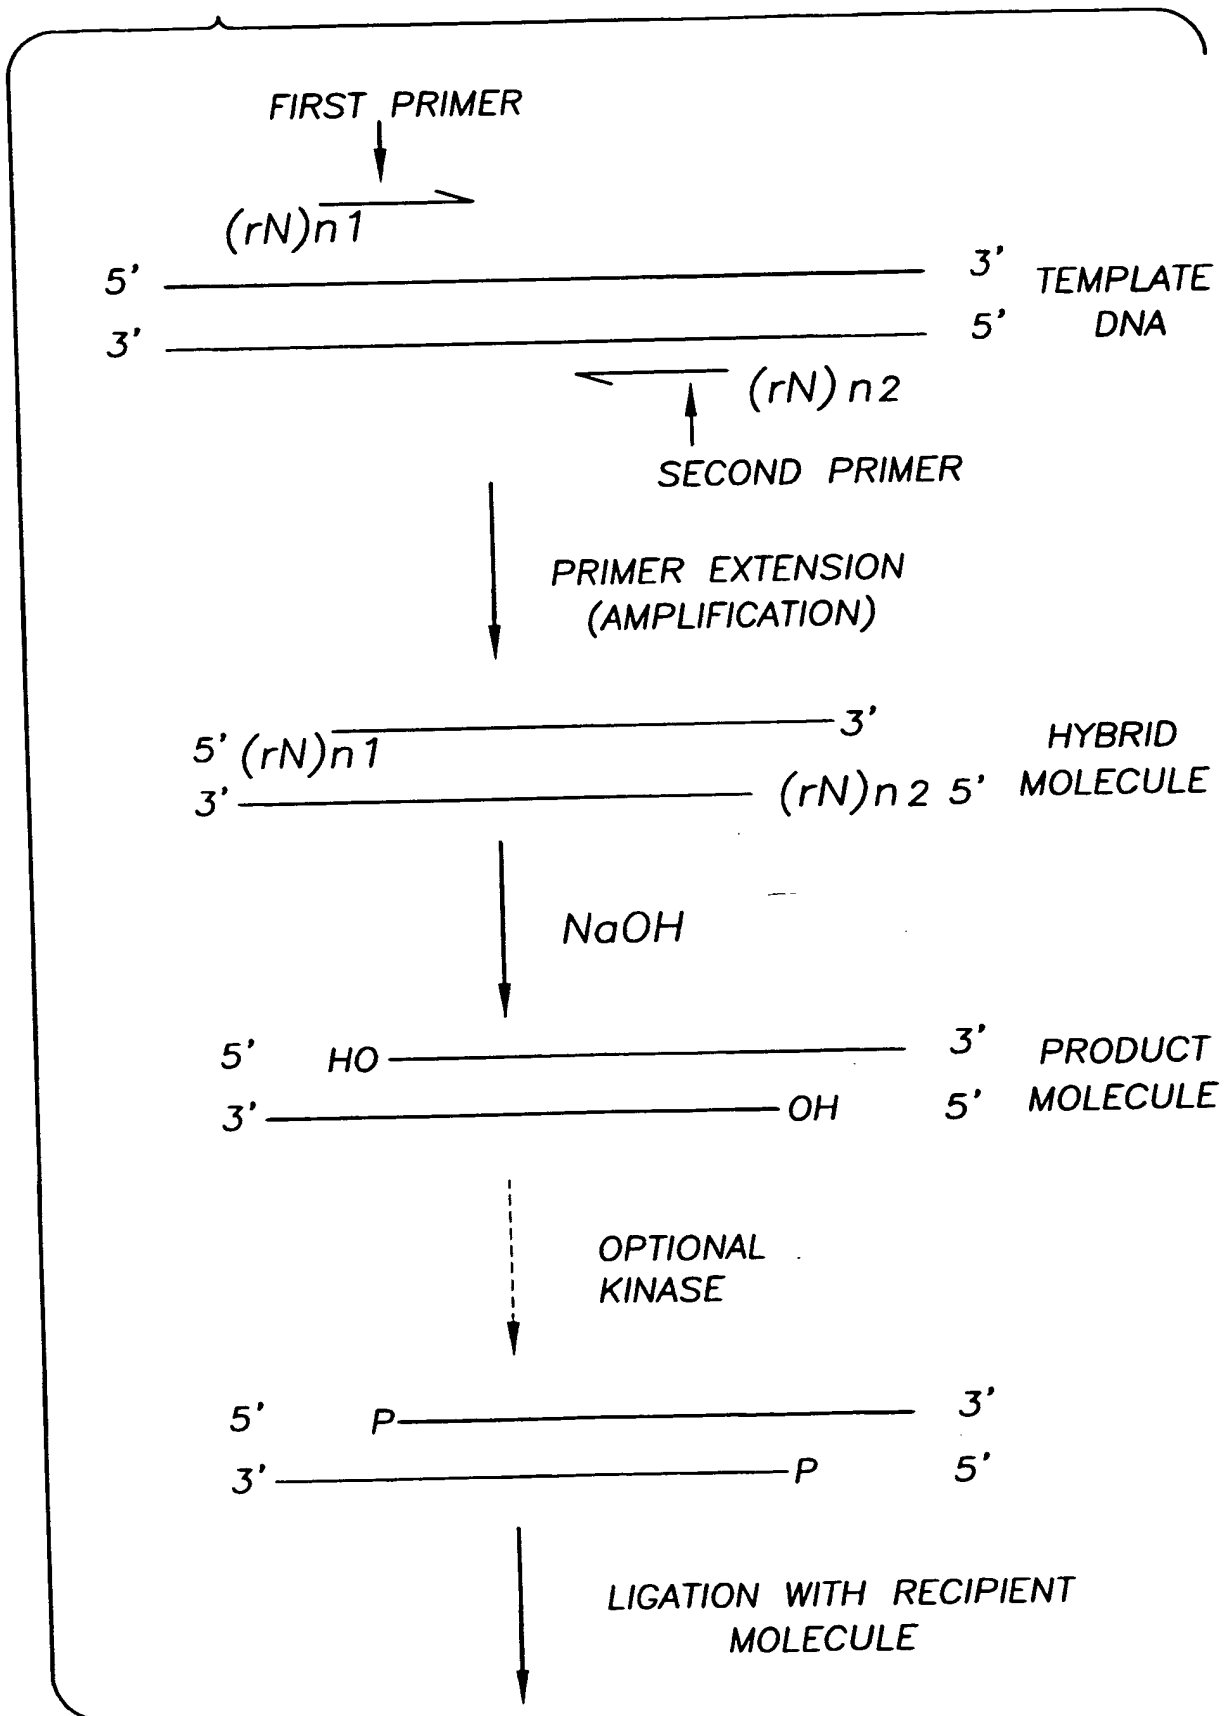 FIRST PRIMER
(rN)n1
5' 3'
TEMPLATE
DNA
3' 5'
(rN)n2
SECOND PRIMER
PRIMER EXTENSION
(AMPLIFICATION)
5' (rN)n1 3'
HYBRID
MOLECULE
3' (rN)n2 5'
NaOH
5' HO 3'
PRODUCT
MOLECULE
3' OH 5'
OPTIONAL
KINASE
5' P 3'
3' P 5'
LIGATION WITH RECIPIENT
MOLECULE